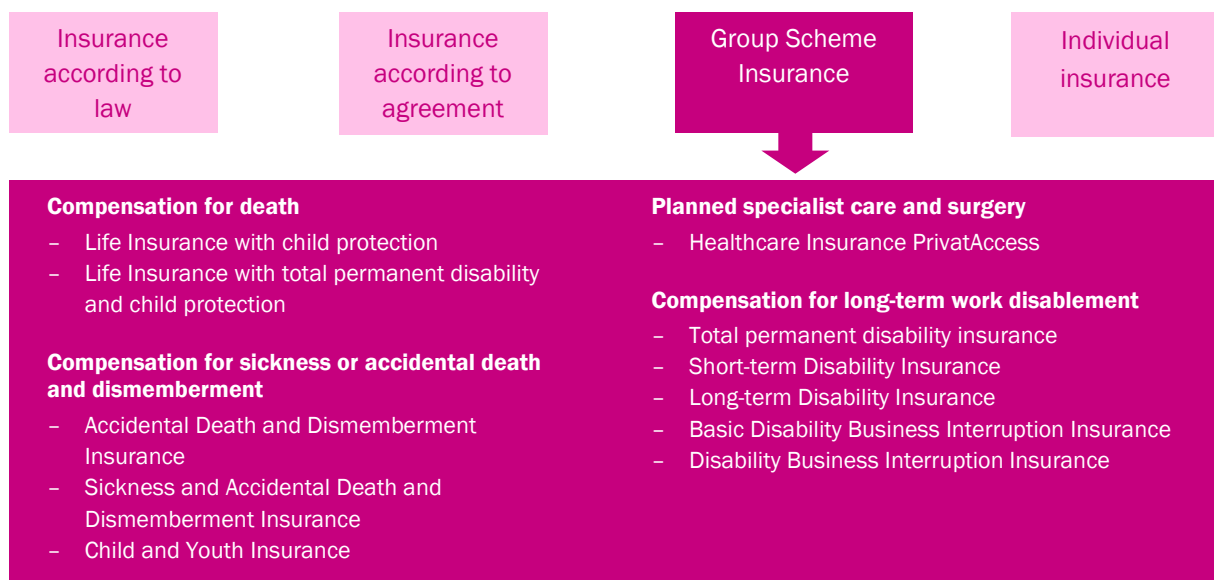 Insurance
according to
law
Insurance
according to
agreement
Group Scheme
Insurance
Individual
insurance
Compensation for death
– Life Insurance with child protection
– Life Insurance with total permanent disability
and child protection
Compensation for sickness or accidental death
and dismemberment
– Accidental Death and Dismemberment
Insurance
– Sickness and Accidental Death and
Dismemberment Insurance
– Child and Youth Insurance
Planned specialist care and surgery
– Healthcare Insurance PrivatAccess
Compensation for long-term work disablement
– Total permanent disability insurance
– Short-term Disability Insurance
– Long-term Disability Insurance
– Basic Disability Business Interruption Insurance
– Disability Business Interruption Insurance